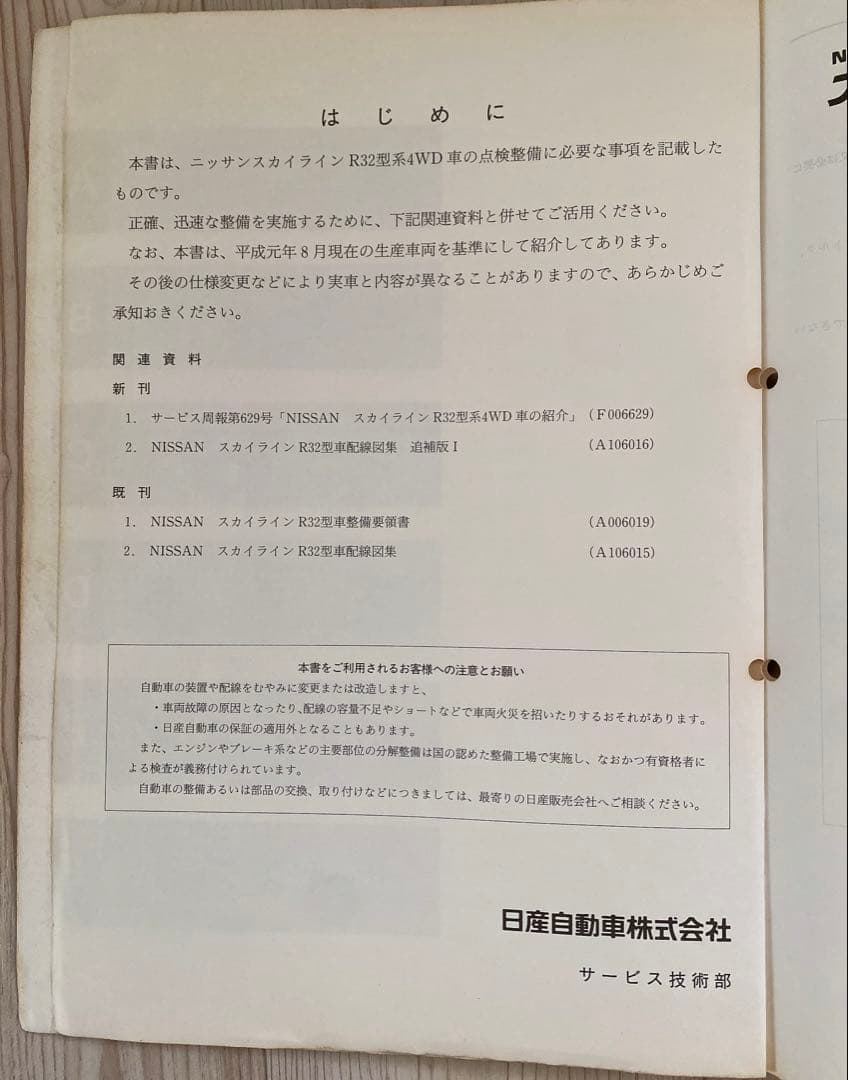 はじめに
本書は、ニッサンスカイライン R32型系4WD 車の点検整備に必要な事項を記載した
ものです。
正確、迅速な整備を実施するために、下記関連資料と併せてご活用ください。
なお、本書は、平成元年8月現在の生産車両を基準にして紹介してあります。
その後の仕様変更などにより実車と内容が異なることがありますので、あらかじめご
承知おきください。
関連資料
新刊
1. サービス周報第629号「NISSAN スカイライン R32型系4WD 車の紹介」 (F006629)
2. NISSAN スカイライン R32型車配線図集 追補版Ⅰ (A106016)
既刊
1. NISSAN スカイライン R32型車整備要領書 (A006019)
2. NISSAN スカイライン R32型車配線図集 (A106015)
本書をご利用されるお客様への注意とお願い
自動車の装置や配線をむやみに変更または改造しますと、
・車両故障の原因となったり、配線の容量不足やショートなどで車両火災を招いたりするおそれがあります。
・日産自動車の保証の適用外となることもあります。
また、エンジンやブレーキ系などの主要部位の分解整備は国の認めた整備工場で実施し、なおかつ有資格者に
よる検査が義務付けられています。
自動車の整備あるいは部品の交換、取り付けなどにつきましては、最寄りの日産販売会社へご相談ください。
日産自動車株式会社
サービス技術部